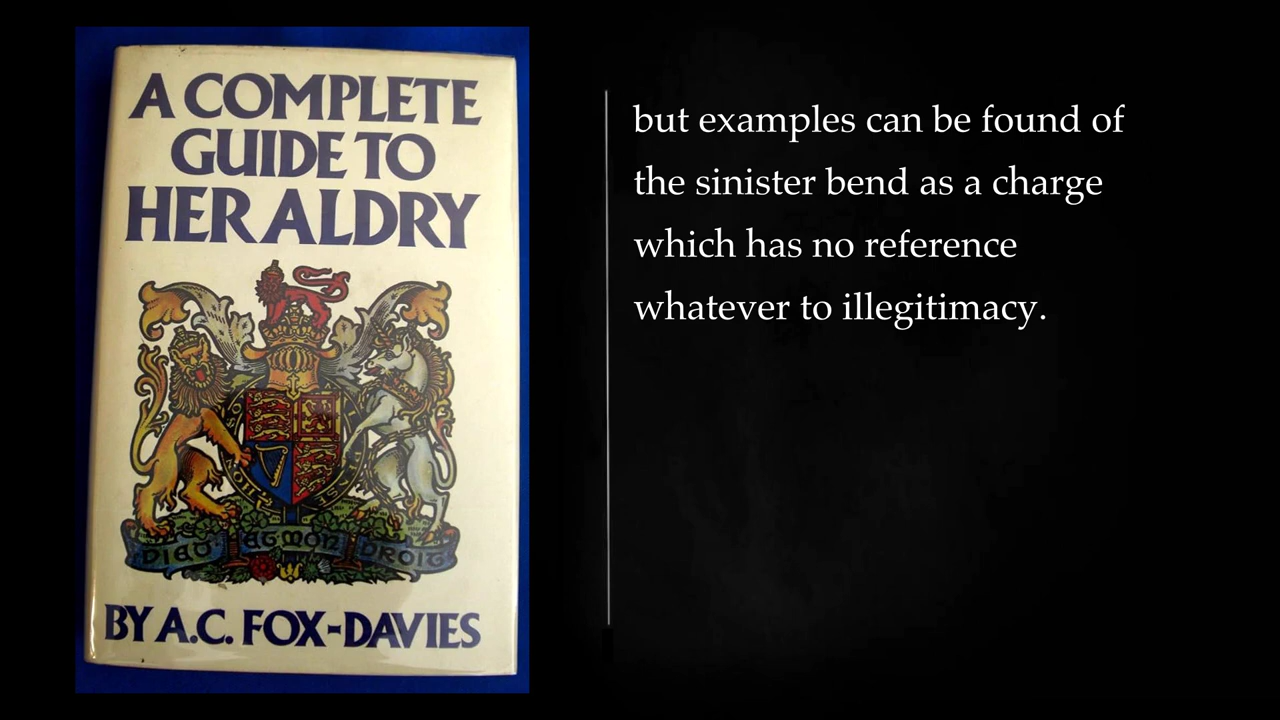 A COMPLETE
GUIDE TO
HERALDRY
DIEU ET MON DROIT
BY A.C. FOX-DAVIES
but examples can be found of
the sinister bend as a charge
which has no reference
whatever to illegitimacy.